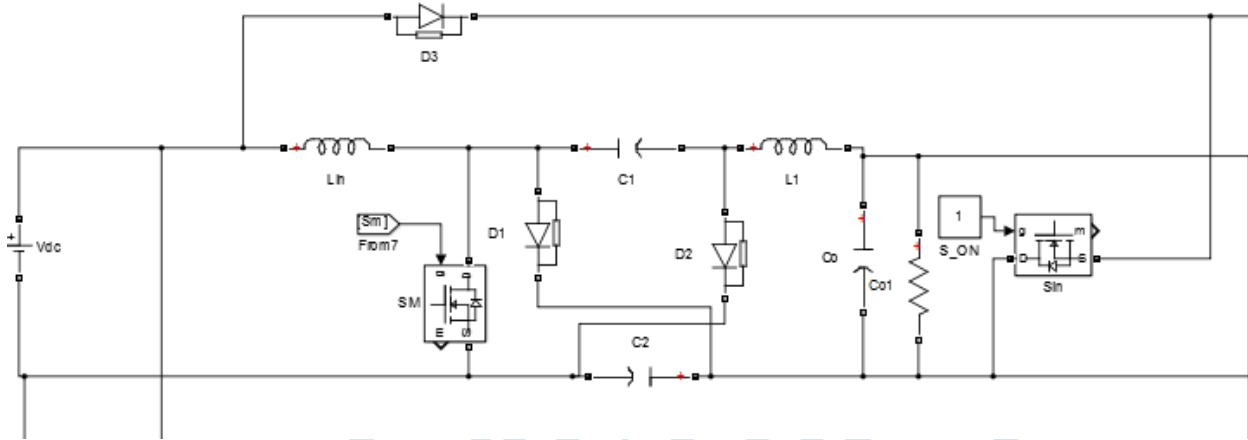 D3
Lin
C1
L1
[Sm]
From7
D1
D2
1
S_ON
g
m
D
S
Sin
Vdc
Co
Co1
SM
g
D
m
S
C2